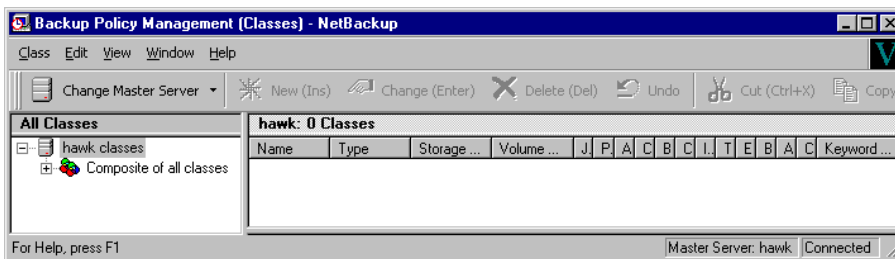 Backup Policy Management (Classes) - NetBackup
Class Edit View Window Help
V
Change Master Server New (Ins) Change (Enter) Delete (Del) Undo Cut (Ctrl+X) Copy
All Classes
hawk: 0 Classes
hawk classes
Composite of all classes
Name Type Storage ... Volume ... J. P. A C B C I.. T E B A C Keyword ...
For Help, press F1
Master Server: hawk Connected